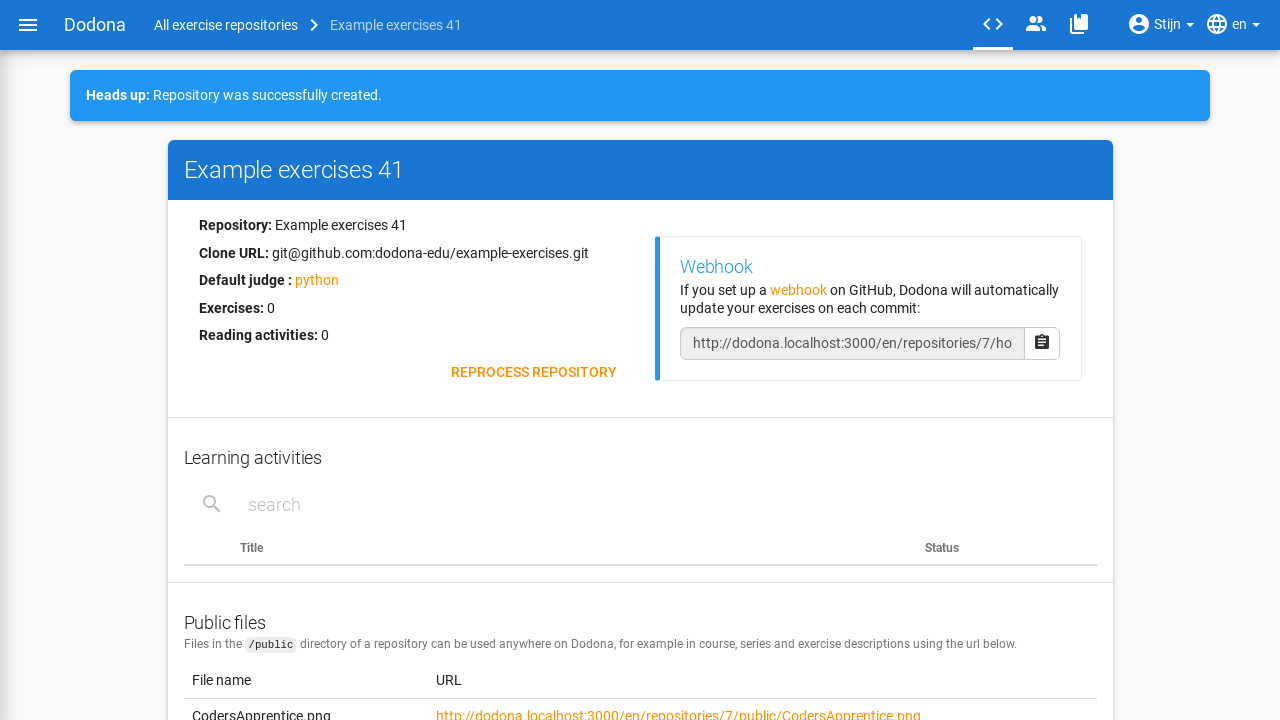 Dodona All exercise repositories Example exercises 41 Stijn en
Heads up: Repository was successfully created.
Example exercises 41
Repository: Example exercises 41
Clone URL: git@github.com:dodona-edu/example-exercises.git
Default judge : python
Exercises: 0
Reading activities: 0
REPROCESS REPOSITORY
Webhook
If you set up a webhook on GitHub, Dodona will automatically
update your exercises on each commit:
http://dodona.localhost:3000/en/repositories/7/ho
Learning activities
search
Title Status
Public files
Files in the /public directory of a repository can be used anywhere on Dodona, for example in course, series and exercise descriptions using the url below.
File name URL
CodersApprentice.png http://dodona.localhost:3000/en/repositories/7/public/CodersApprentice.png